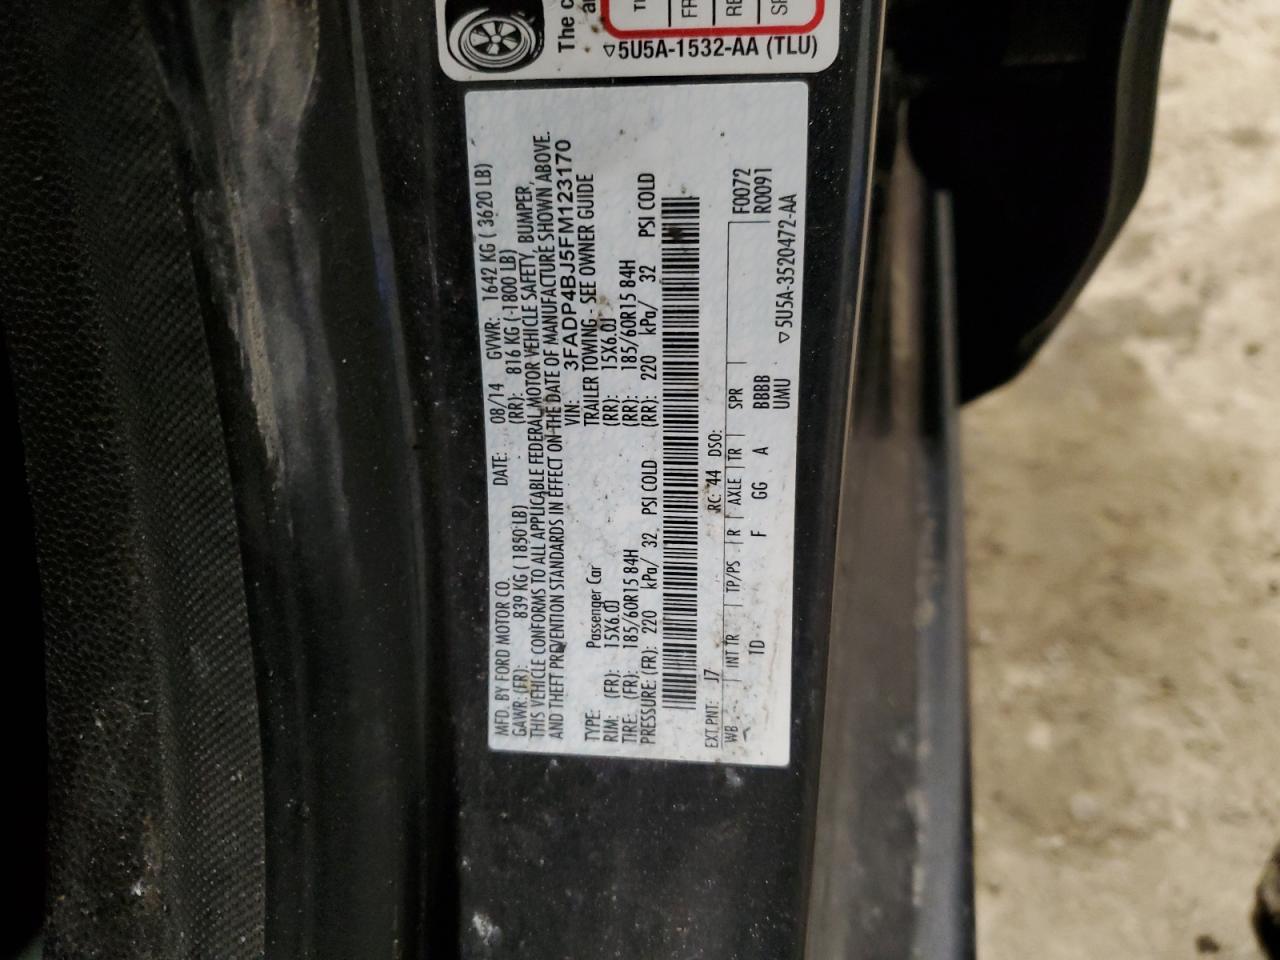 The c
an
TI
FR
RE
SP
▽5U5A-1532-AA (TLU)
MFD. BY FORD MOTOR CO. DATE: 08/14 GVWR: 1642 KG ( 3620 LB)
GAWR: (FR): 839 KG ( 1850 LB) (RR): 816 KG ( 1800 LB)
THIS VEHICLE CONFORMS TO ALL APPLICABLE FEDERAL MOTOR VEHICLE SAFETY, BUMPER,
AND THEFT PREVENTION STANDARDS IN EFFECT ON THE DATE OF MANUFACTURE SHOWN ABOVE.
VIN: 3FADP4BJ5FM123170
TYPE: Passenger Car TRAILER TOWING - SEE OWNER GUIDE
RIM: (FR): 15X6.0J (RR): 15X6.0J
TIRE: (FR): 185/60R15 84H (RR): 185/60R15 84H
PRESSURE: (FR): 220 kPa/ 32 PSI COLD (RR): 220 kPa/ 32 PSI COLD
EXT. PNT: J7 RC: 44 DSO:
WB INT TR TP/PS R AXLE TR SPR F0072
1D F GG A BBBB R0091
UMU
▽5U5A-3520472-AA